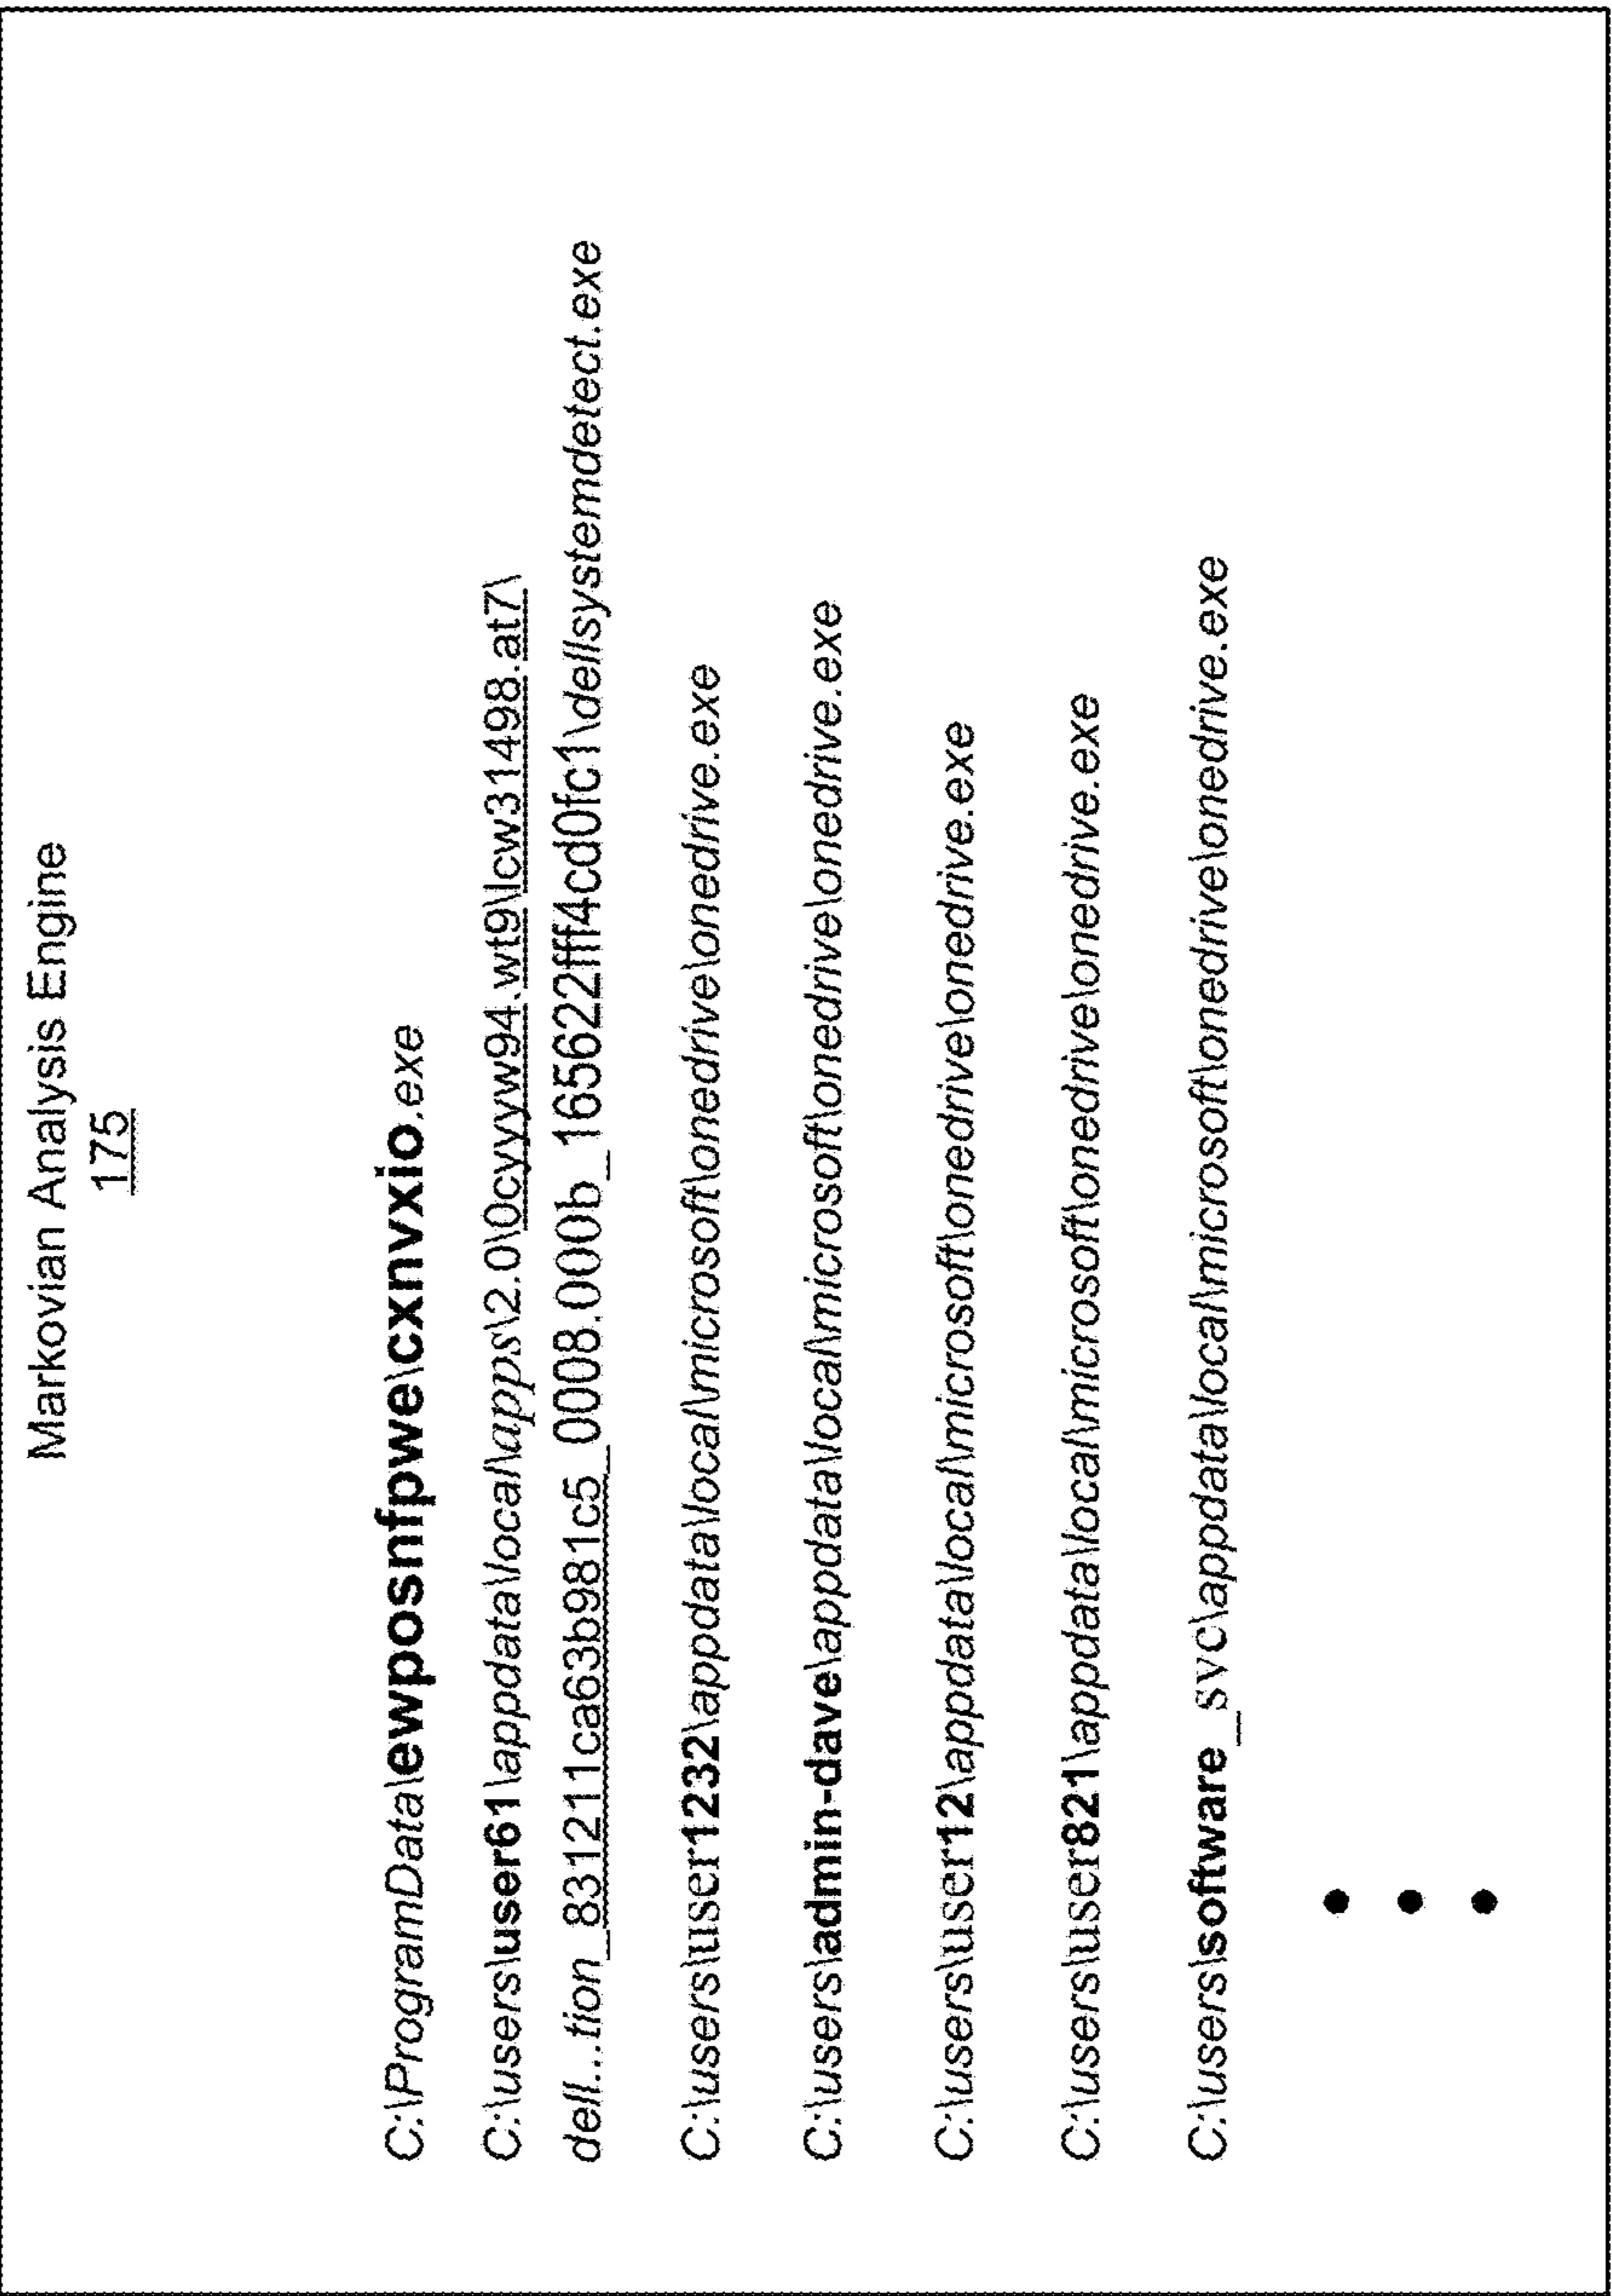 Markovian Analysis Engine
175
C:\ProgramData\ewposnfpwe\cxnvxio.exe
C:\users\user61\appdata\local\apps\2.0\0cyyyw94.wt9\lcw31498.at7\
dell...tion_831211ca63b981c5_0008.000b_165622fff4cd0fc1\dellsystemdetect.exe
C:\users\user1232\appdata\local\microsoft\onedrive\onedrive.exe
C:\users\admin-dave\appdata\local\microsoft\onedrive\onedrive.exe
C:\users\user12\appdata\local\microsoft\onedrive\onedrive.exe
C:\users\user821\appdata\local\microsoft\onedrive\onedrive.exe
C:\users\software_svc\appdata\local\microsoft\onedrive\onedrive.exe